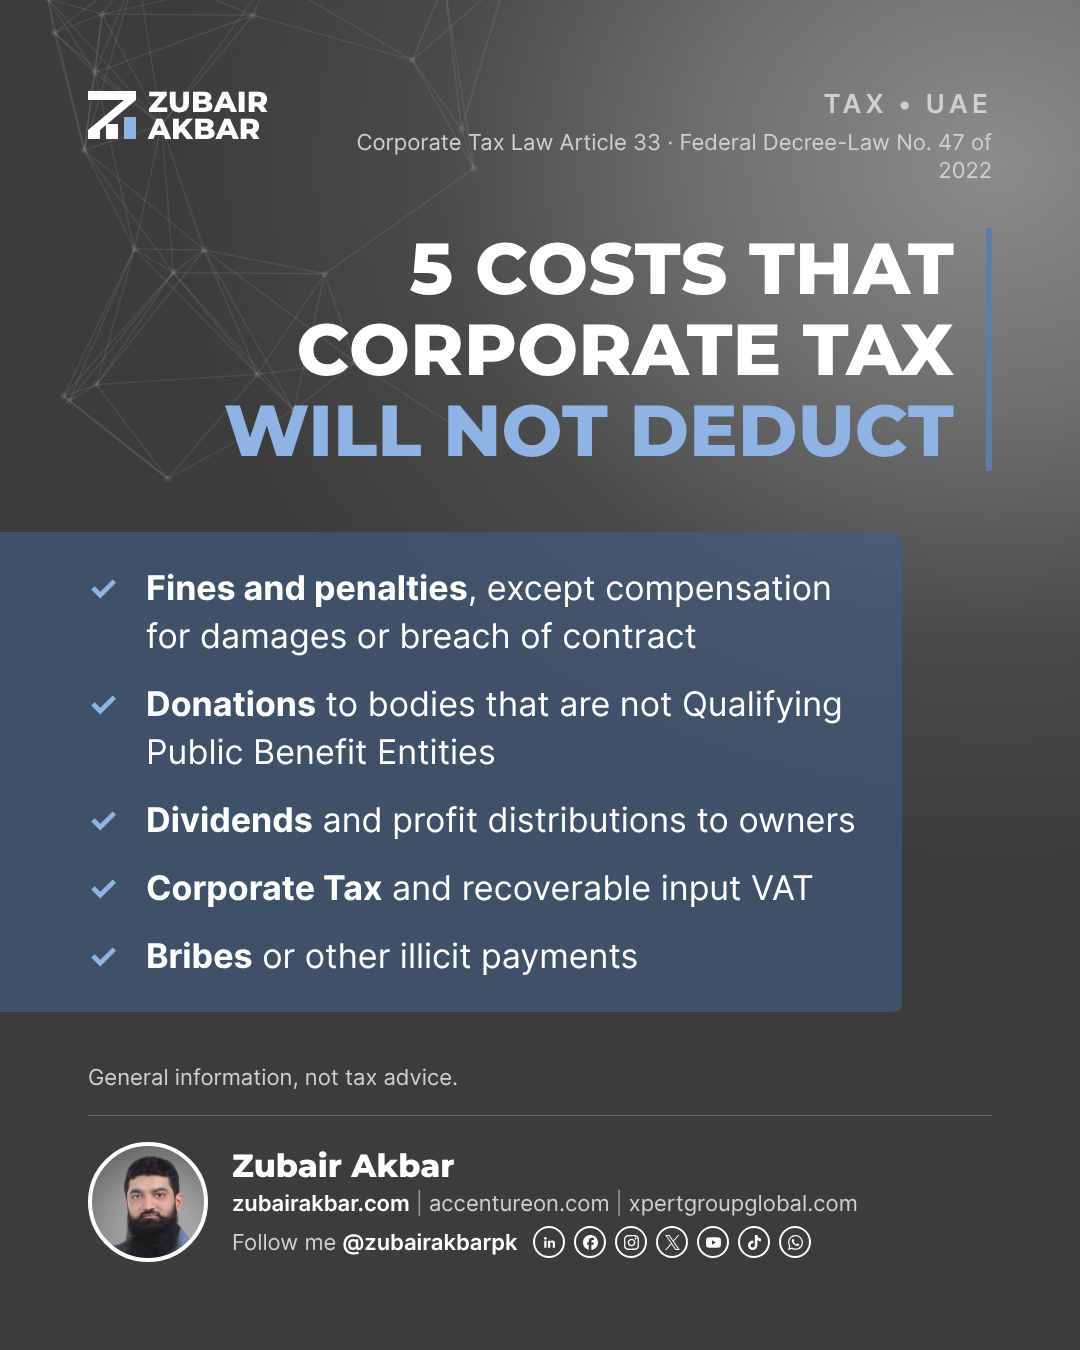 ZUBAIR
AKBAR
TAX • UAE
Corporate Tax Law Article 33 · Federal Decree-Law No. 47 of
2022
5 COSTS THAT
CORPORATE TAX
WILL NOT DEDUCT
Fines and penalties, except compensation
for damages or breach of contract
Donations to bodies that are not Qualifying
Public Benefit Entities
Dividends and profit distributions to owners
Corporate Tax and recoverable input VAT
Bribes or other illicit payments
General information, not tax advice.
Zubair Akbar
zubairakbar.com | accentureon.com | xpertgroupglobal.com
Follow me @zubairakbarpk